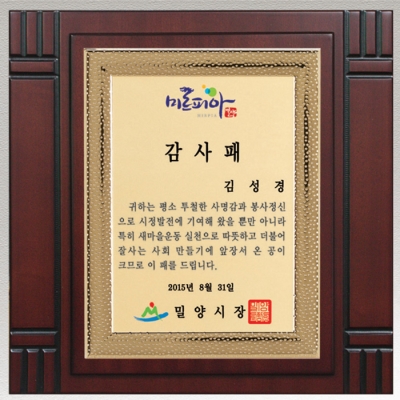 미르피아
MIRPIA
감사패
김성경
귀하는 평소 투철한 사명감과 봉사정신
으로 시정발전에 기여해 왔을 뿐만 아니라
특히 새마을운동 실천으로 따뜻하고 더불어
잘사는 사회 만들기에 앞장서 온 공이
크므로 이 패를 드립니다.
2015년 8월 31일
밀양시장